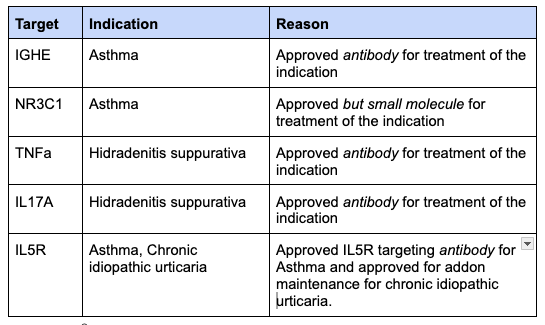 Target Indication Reason
IGHE Asthma Approved antibody for treatment of the
indication
NR3C1 Asthma Approved but small molecule for
treatment of the indication
TNFa Hidradenitis suppurativa Approved antibody for treatment of the
indication
IL17A Hidradenitis suppurativa Approved antibody for treatment of the
indication
IL5R Asthma, Chronic Approved IL5R targeting antibody for
idiopathic urticaria Asthma and approved for addon
maintenance for chronic idiopathic
urticaria.